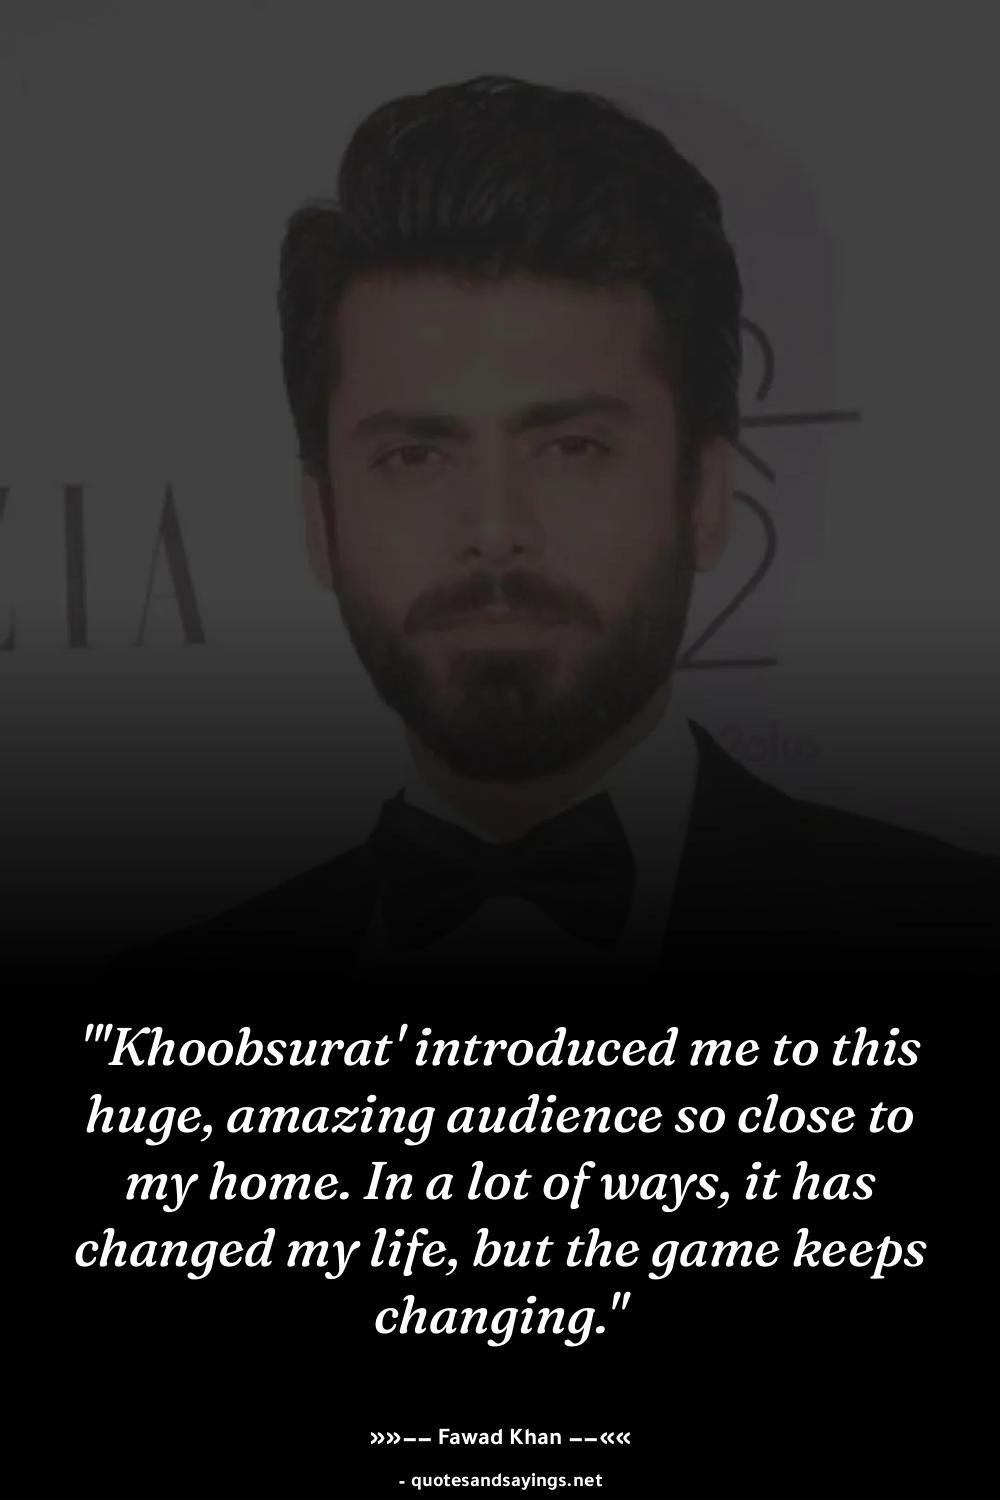 ZIA
"'Khoobsurat' introduced me to this
huge, amazing audience so close to
my home. In a lot of ways, it has
changed my life, but the game keeps
changing."
»»−− Fawad Khan −−««
- quotesandsayings.net